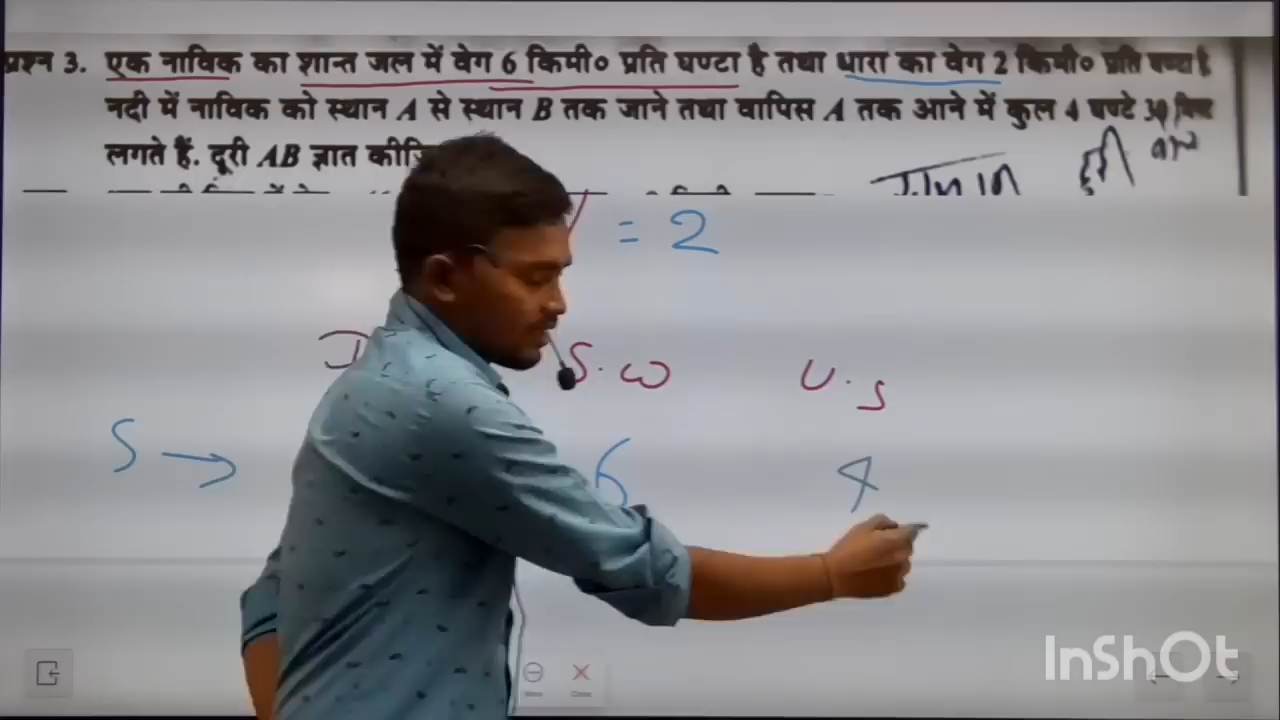 प्रश्न 3. एक नाविक का शान्त जल में वेग 6 किमी० प्रति घण्टा है तथा धारा का वेग 2 किमी० प्रति घण्टा है
नदी में नाविक को स्थान A से स्थान B तक जाने तथा वापिस A तक आने में कुल 4 घण्टे 30
लगते हैं. दूरी AB ज्ञात
= 2
S.W U.S
S → 6 4
InShOt